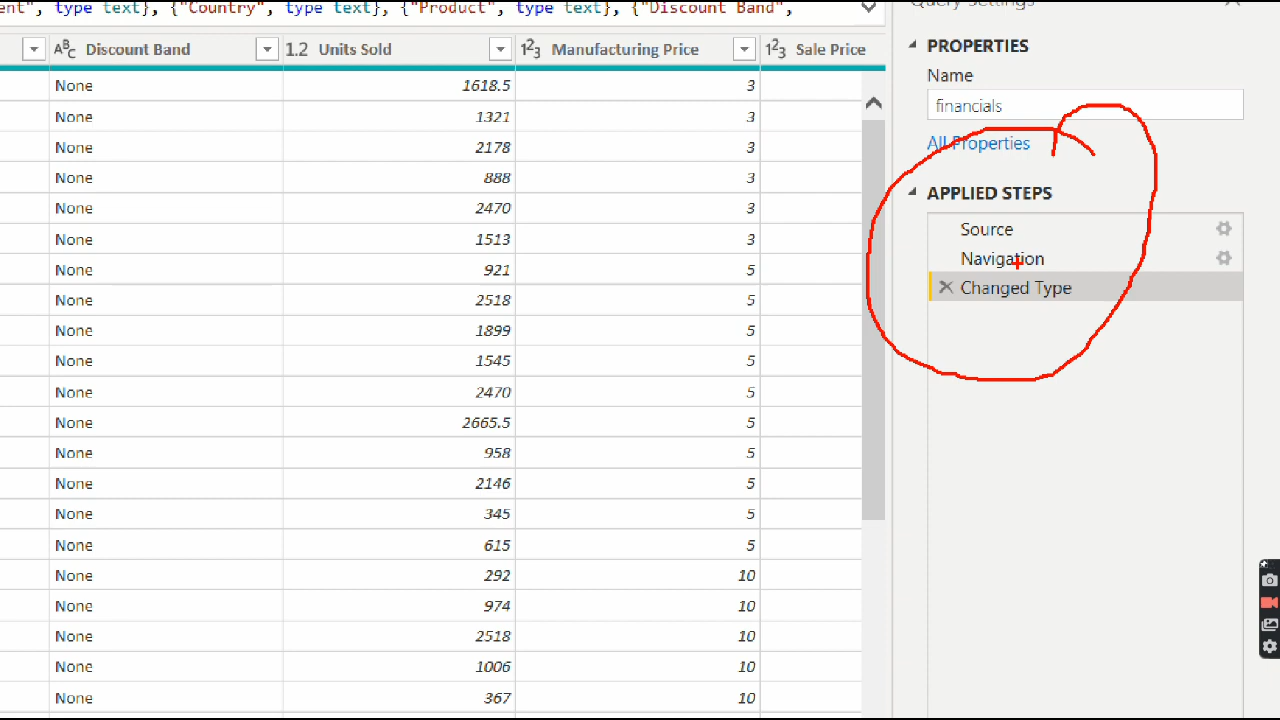 ent", type text}, {"Country", type text}, {"Product", type text}, {"Discount Band",
Query Settings
ABC Discount Band 1.2 Units Sold 123 Manufacturing Price 123 Sale Price
None 1618.5 3
None 1321 3
None 2178 3
None 888 3
None 2470 3
None 1513 3
None 921 5
None 2518 5
None 1899 5
None 1545 5
None 2470 5
None 2665.5 5
None 958 5
None 2146 5
None 345 5
None 615 5
None 292 10
None 974 10
None 2518 10
None 1006 10
None 367 10
PROPERTIES
Name
financials
All Properties
APPLIED STEPS
Source
Navigation
Changed Type